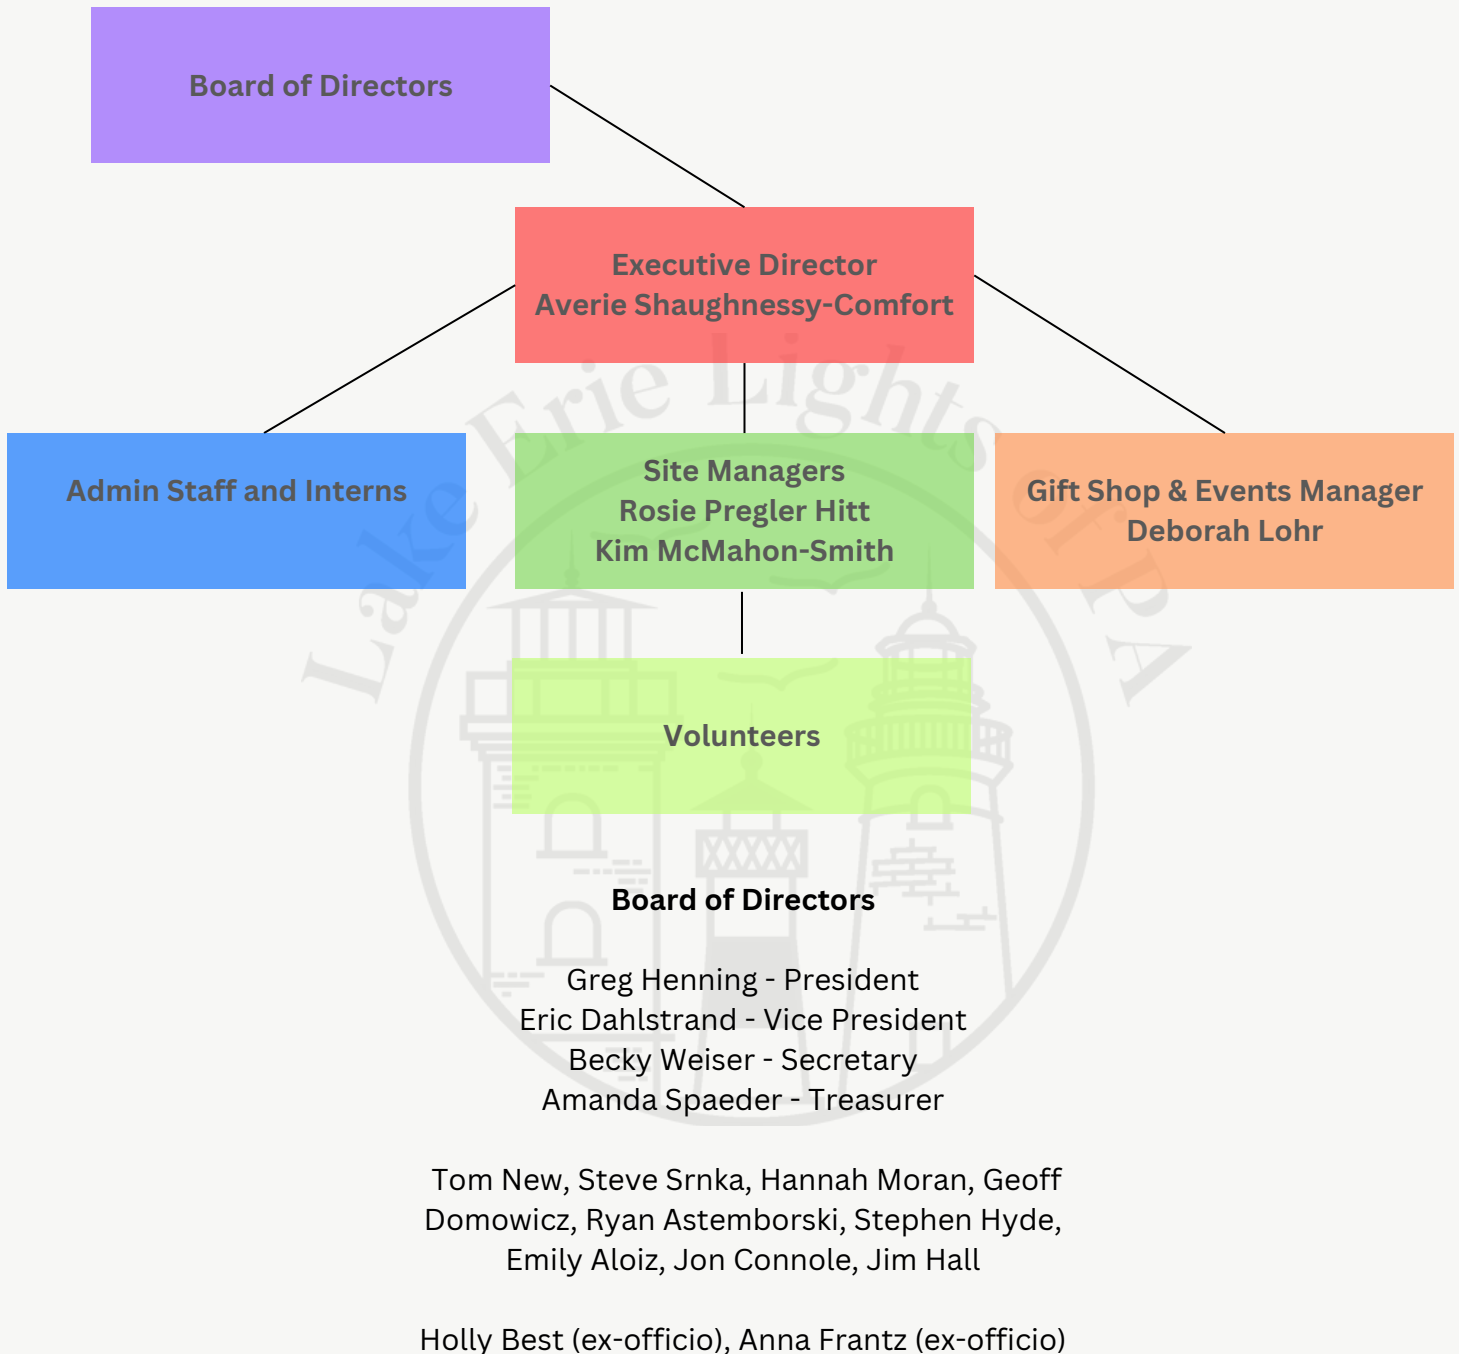 Board of Directors
Executive Director
Averie Shaughnessy-Comfort
Admin Staff and Interns
Site Managers
Rosie Pregler Hitt
Kim McMahon-Smith
Gift Shop & Events Manager
Deborah Lohr
Lake Erie Lights of PA
Volunteers
Board of Directors
Greg Henning - President
Eric Dahlstrand - Vice President
Becky Weiser - Secretary
Amanda Spaeder - Treasurer
Tom New, Steve Srnka, Hannah Moran, Geoff
Domowicz, Ryan Astemborski, Stephen Hyde,
Emily Aloiz, Jon Connole, Jim Hall
Holly Best (ex-officio), Anna Frantz (ex-officio)